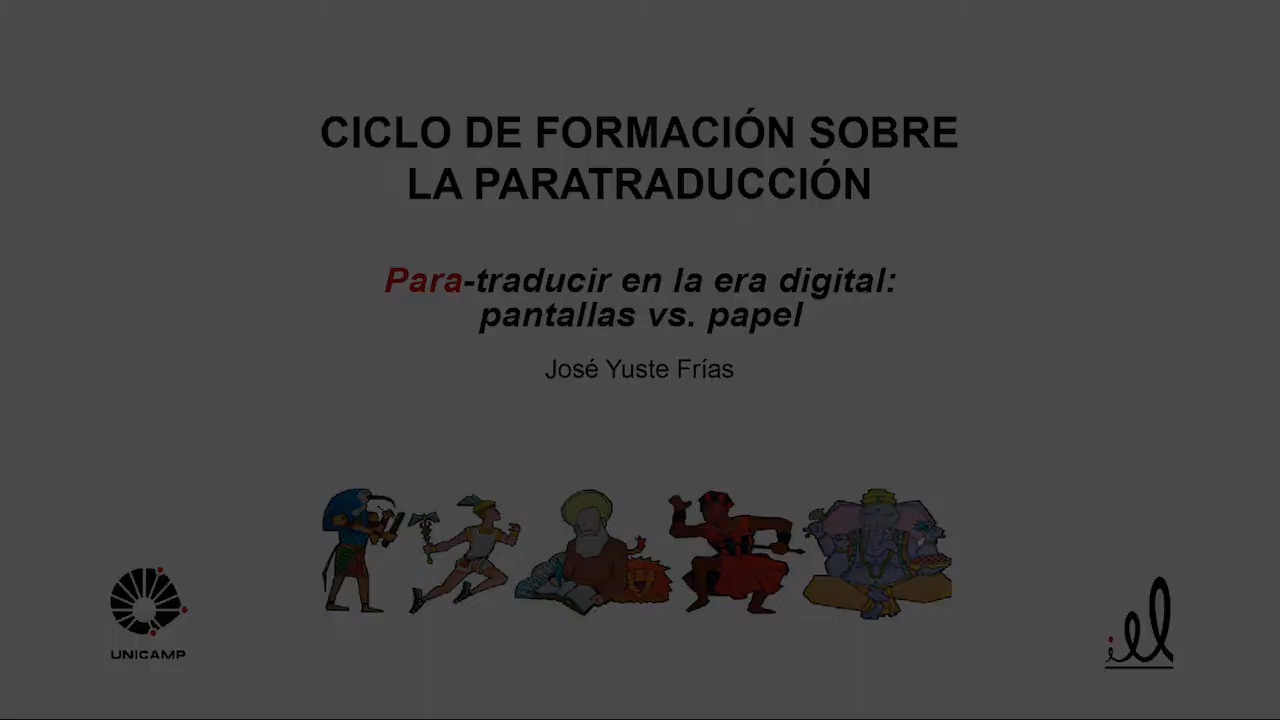 CICLO DE FORMACIÓN SOBRE
LA PARATRADUCCIÓN
Para-traducir en la era digital:
pantallas vs. papel
José Yuste Frías
UNICAMP
iel